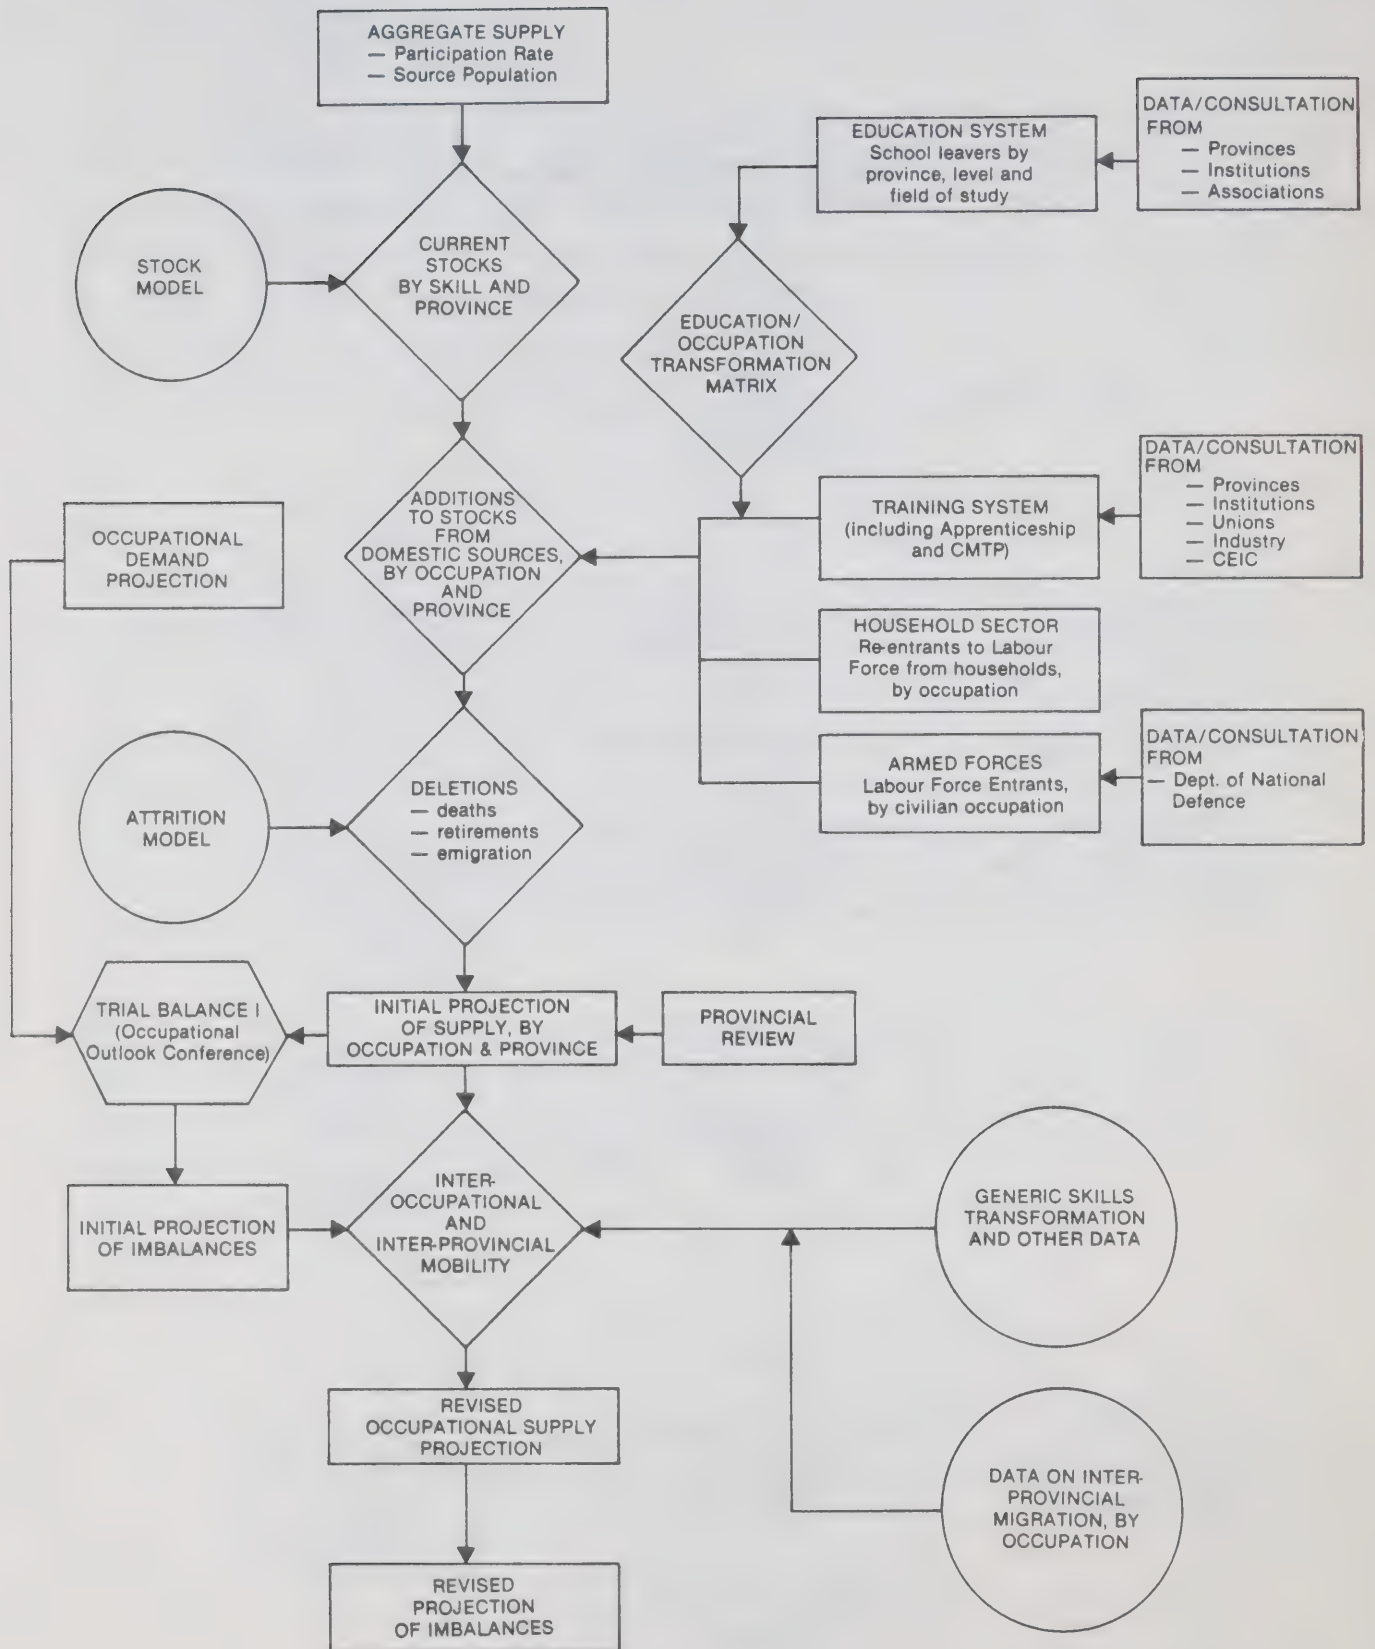 AGGREGATE SUPPLY
— Participation Rate
— Source Population
DATA/CONSULTATION
FROM
— Provinces
— Institutions
— Associations
EDUCATION SYSTEM
School leavers by
province, level and
field of study
STOCK
MODEL
CURRENT
STOCKS
BY SKILL AND
PROVINCE
EDUCATION/
OCCUPATION
TRANSFORMATION
MATRIX
OCCUPATIONAL
DEMAND
PROJECTION
ADDITIONS
TO STOCKS
FROM
DOMESTIC SOURCES,
BY OCCUPATION
AND
PROVINCE
TRAINING SYSTEM
(including Apprenticeship
and CMTP)
DATA/CONSULTATION
FROM
— Provinces
— Institutions
— Unions
— Industry
— CEIC
HOUSEHOLD SECTOR
Re-entrants to Labour
Force from households,
by occupation
ARMED FORCES
Labour Force Entrants,
by civilian occupation
DATA/CONSULTATION
FROM
— Dept. of National
Defence
ATTRITION
MODEL
DELETIONS
— deaths
— retirements
— emigration
TRIAL BALANCE I
(Occupational
Outlook Conference)
INITIAL PROJECTION
OF SUPPLY, BY
OCCUPATION & PROVINCE
PROVINCIAL
REVIEW
INITIAL PROJECTION
OF IMBALANCES
INTER-
OCCUPATIONAL
AND
INTER-PROVINCIAL
MOBILITY
GENERIC SKILLS
TRANSFORMATION
AND OTHER DATA
REVISED
OCCUPATIONAL SUPPLY
PROJECTION
DATA ON INTER-
PROVINCIAL
MIGRATION, BY
OCCUPATION
REVISED
PROJECTION
OF IMBALANCES